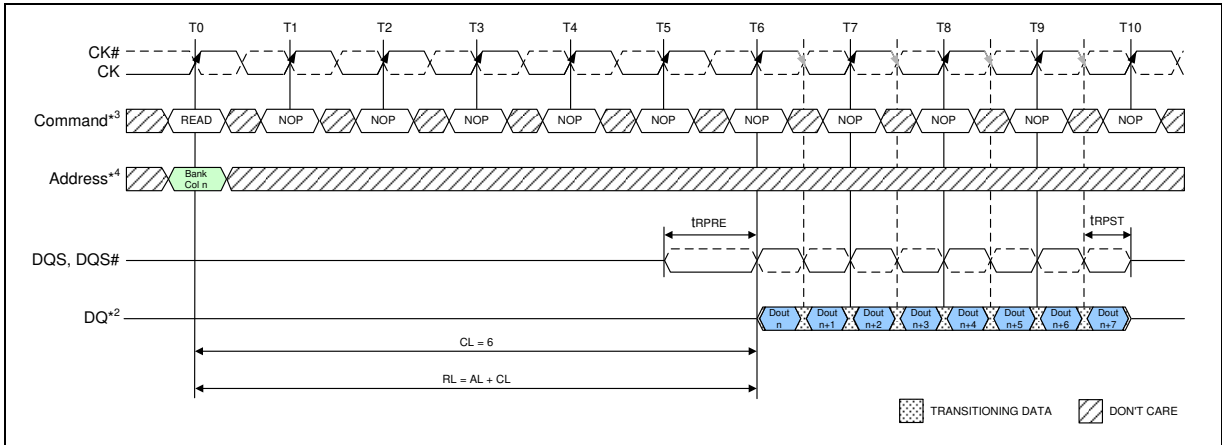 T0 T1 T2 T3 T4 T5 T6 T7 T8 T9 T10
CK#
CK
Command*3 READ NOP NOP NOP NOP NOP NOP NOP NOP NOP NOP
Address*4 Bank
Col n
tRPRE tRPST
DQS, DQS#
DQ*2 Dout Dout Dout Dout Dout Dout Dout Dout
n n+1 n+2 n+3 n+4 n+5 n+6 n+7
CL = 6
RL = AL + CL
TRANSITIONING DATA DON'T CARE